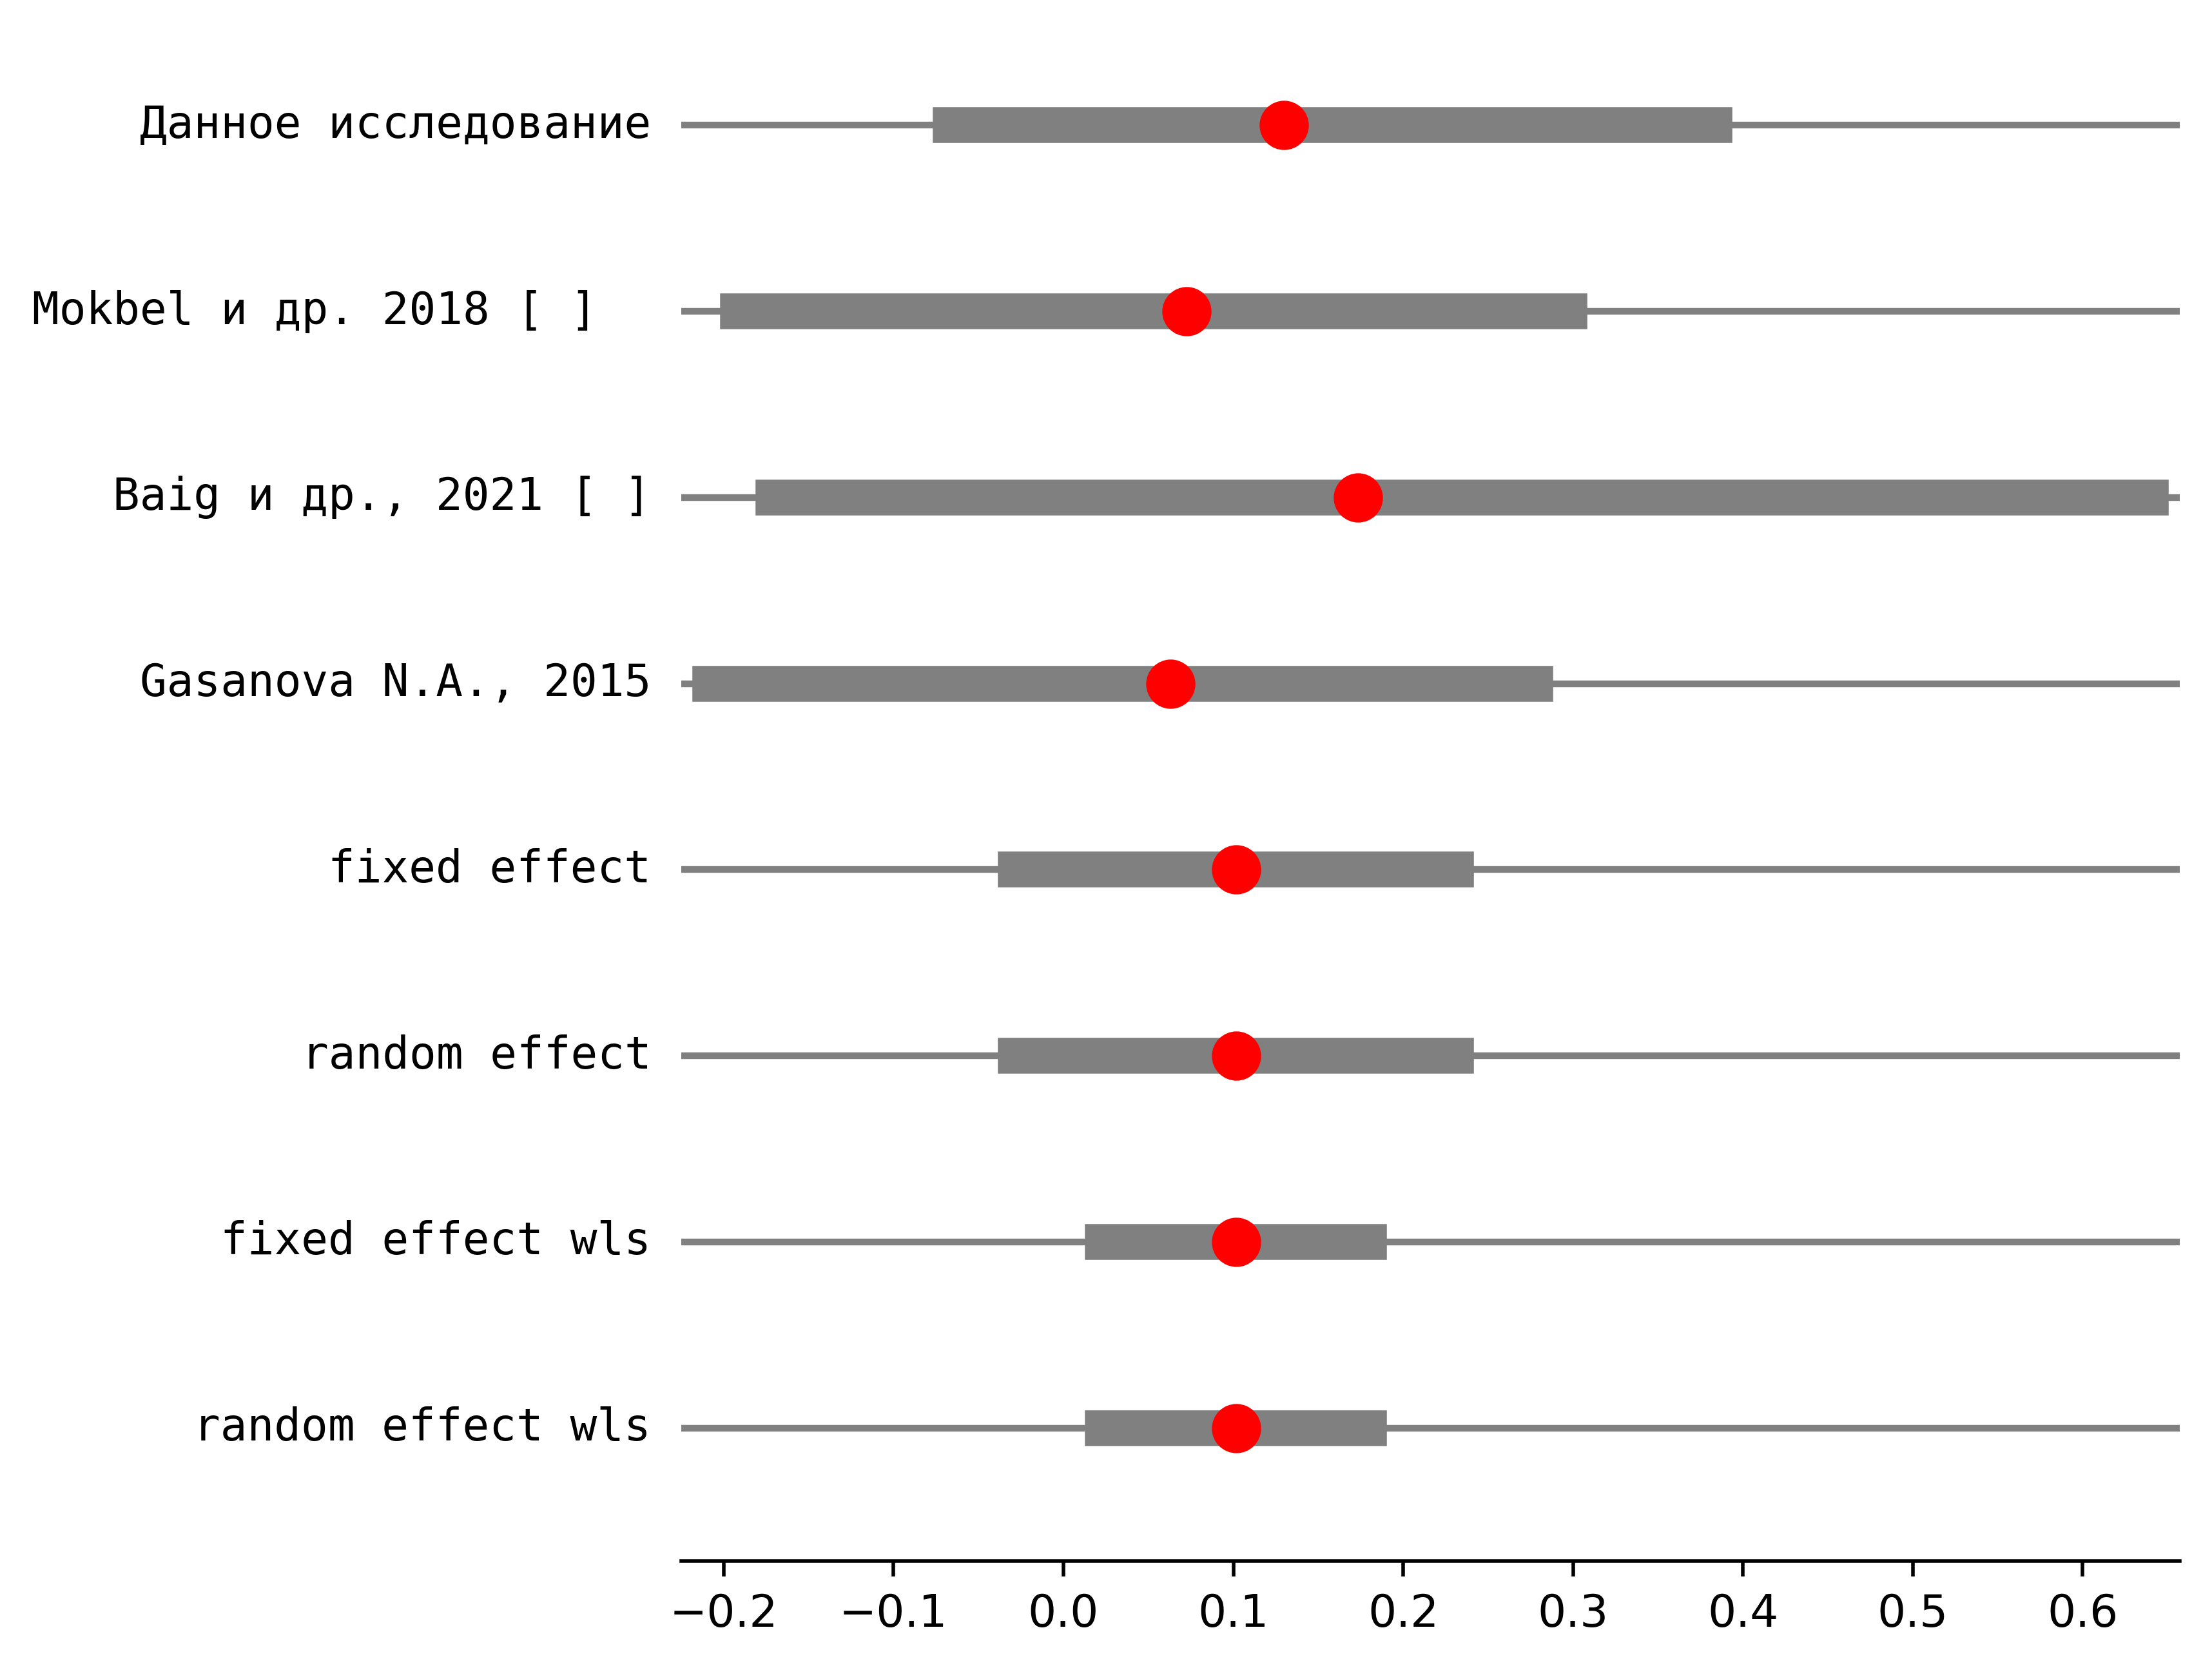 Данное исследование
Mokbel и др. 2018 [ ]
Baig и др., 2021 [ ]
Gasanova N.A., 2015
fixed effect
random effect
fixed effect wls
random effect wls
−0.2 −0.1 0.0 0.1 0.2 0.3 0.4 0.5 0.6